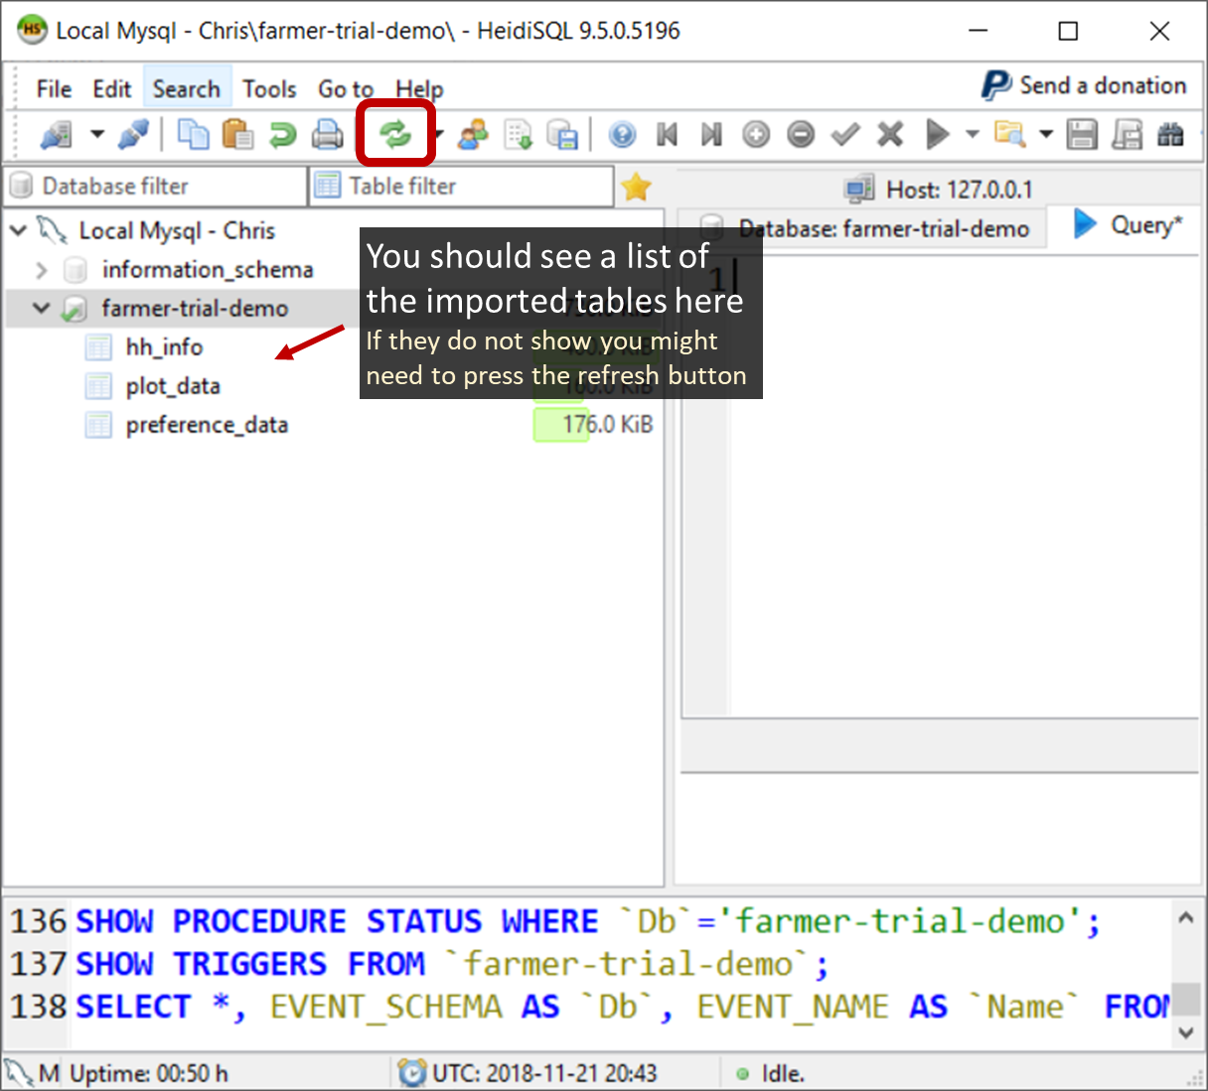 HS Local Mysql - Chris\farmer-trial-demo\ - HeidiSQL 9.5.0.5196
File Edit Search Tools Go to Help
Send a donation
Database filter
Table filter
Host: 127.0.0.1
Local Mysql - Chris
Database: farmer-trial-demo
Query*
information_schema
farmer-trial-demo
hh_info
plot_data
preference_data
176.0 KiB
You should see a list of
the imported tables here
If they do not show you might
need to press the refresh button
1
136 SHOW PROCEDURE STATUS WHERE `Db`='farmer-trial-demo';
137 SHOW TRIGGERS FROM `farmer-trial-demo`;
138 SELECT *, EVENT_SCHEMA AS `Db`, EVENT_NAME AS `Name` FROM
M Uptime: 00:50 h
UTC: 2018-11-21 20:43
Idle.